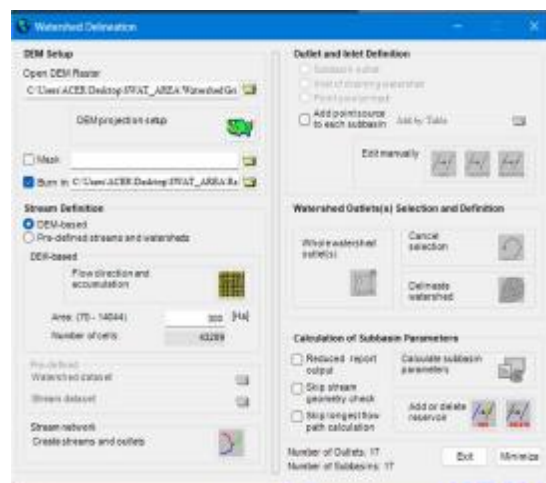 Watershed Delineation
DEM Setup
Open DEM Raster
C:\Users\ACER\Desktop\SWAT_AREA\Watershed\Gri
DEM projection setup
Mask
Burn in C:\Users\ACER\Desktop\SWAT_AREA\Ra
Stream Definition
DEM-based
Pre-defined streams and watersheds
DEM-based
Flow direction and
accumulation
Area: (70 - 14044) [Ha]
Number of cells:
Pre-defined
Watershed dataset
Stream dataset
Stream network
Create streams and outlets
Outlet and Inlet Definition
Subbasin outlet
Inlet of draining watershed
Point source input
Add point source
to each subbasin Add by Table
Edit manually
Watershed Outlets(s) Selection and Definition
Whole watershed
outlet(s)
Cancel
selection
Delineate
watershed
Calculation of Subbasin Parameters
Reduced report
output
Skip stream
geometry check
Skip longest flow
path calculation
Calculate subbasin
parameters
Add or delete
reservoir
Number of Outlets: 17
Number of Subbasins: 17
Exit
Minimize